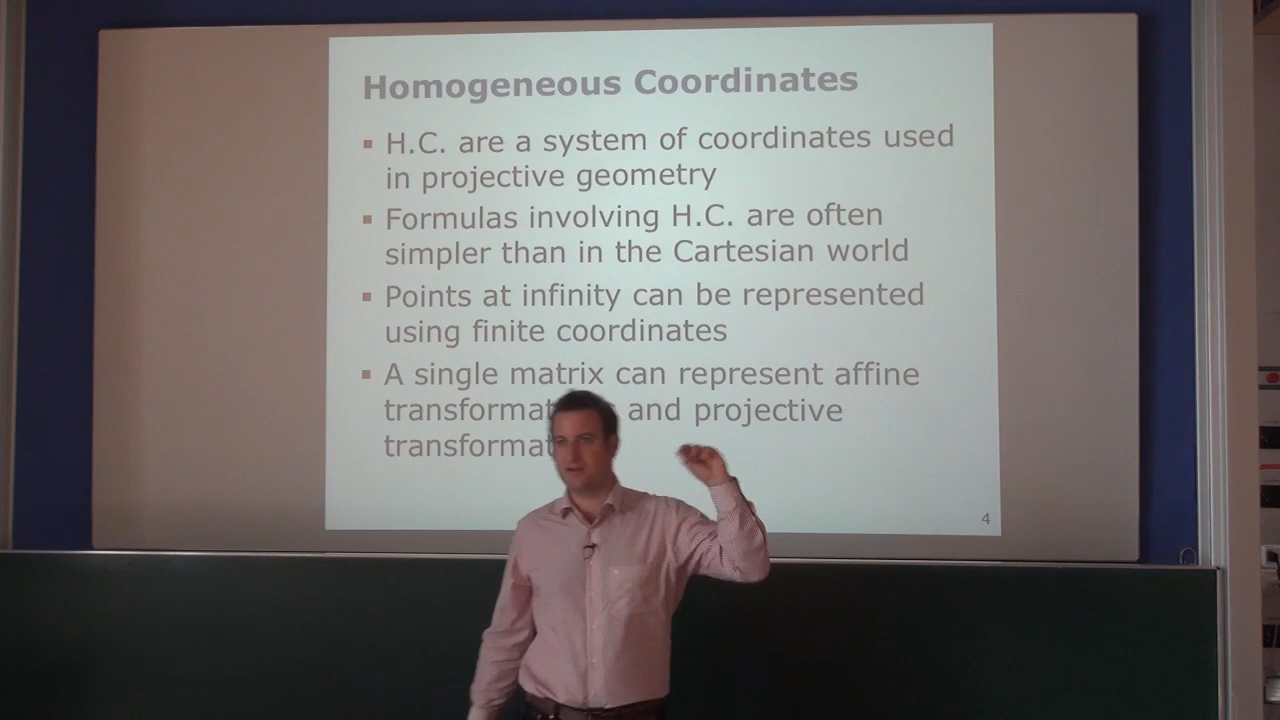 Homogeneous Coordinates
▪ H.C. are a system of coordinates used
in projective geometry
▪ Formulas involving H.C. are often
simpler than in the Cartesian world
▪ Points at infinity can be represented
using finite coordinates
▪ A single matrix can represent affine
and projective
4